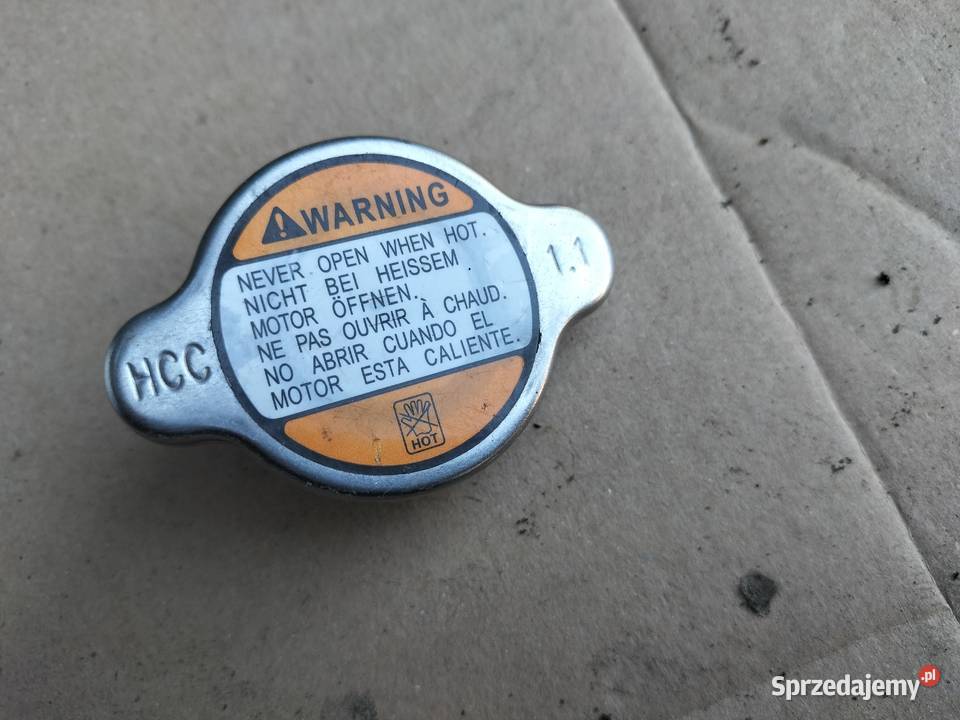 WARNING
NEVER OPEN WHEN HOT.
NICHT BEI HEISSEM
MOTOR ÖFFNEN.
NE PAS OUVRIR À CHAUD.
NO ABRIR CUANDO EL
MOTOR ESTA CALIENTE.
HOT
HCC
1.1
Sprzedajemy.pl